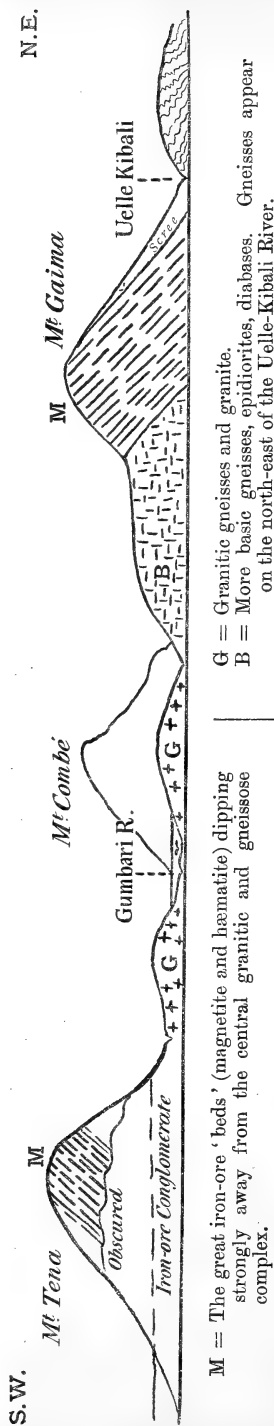 S.W.
N.E.
Mt Tena
M
Obscured
Iron-ore Conglomerate
G
Gumbari R.
Mt Combé
G
B
M
Mt Gaima
Scree
Uelle Kibali
M = The great iron-ore ‘beds’ (magnetite and hæmatite) dipping
strongly away from the central granitic and gneissose
complex.
G = Granitic gneisses and granite.
B = More basic gneisses, epidiorites, diabases. Gneisses appear
on the north-east of the Uelle-Kibali River.